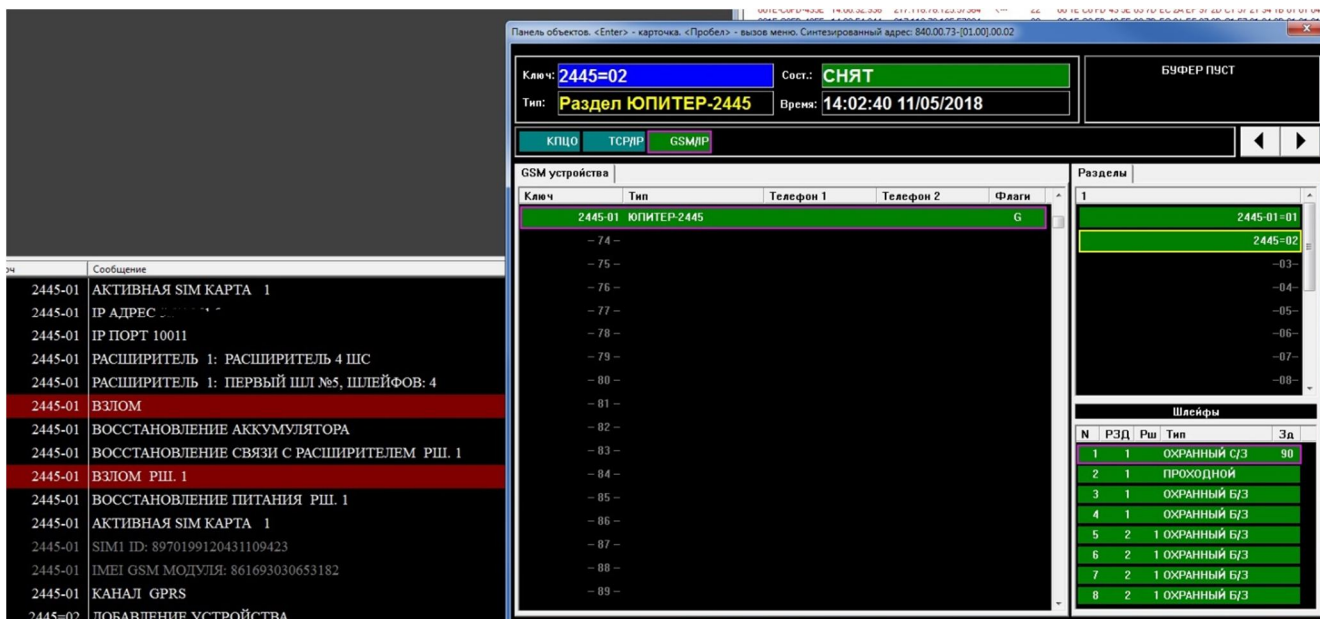 Панель объектов. <Enter> - карточка. <Пробел> - вызов меню. Синтезированный адрес: 840.00.73-[01.00].00.02
Ключ: 2445=02 Сост.: СНЯТ
Тип: Раздел ЮПИТЕР-2445 Время: 14:02:40 11/05/2018
БУФЕР ПУСТ
КПЦО TCP/IP GSM/IP
GSM устройства
Ключ Тип Телефон 1 Телефон 2 Флаги
2445-01 ЮПИТЕР-2445 G
– 74 –
– 75 –
– 76 –
– 77 –
– 78 –
– 79 –
– 80 –
– 81 –
– 82 –
– 83 –
– 84 –
– 85 –
– 86 –
– 87 –
– 88 –
– 89 –
Разделы
1
2445-01=01
2445=02
–03–
–04–
–05–
–06–
–07–
–08–
Шлейфы
N РЗД Рш Тип Зд
1 1 ОХРАННЫЙ С/З 90
2 1 ПРОХОДНОЙ
3 1 ОХРАННЫЙ Б/З
4 1 ОХРАННЫЙ Б/З
5 2 1 ОХРАННЫЙ Б/З
6 2 1 ОХРАННЫЙ Б/З
7 2 1 ОХРАННЫЙ Б/З
8 2 1 ОХРАННЫЙ Б/З
Сообщение
2445-01 АКТИВНАЯ SIM КАРТА 1
2445-01 IP АДРЕС
2445-01 IP ПОРТ 10011
2445-01 РАСШИРИТЕЛЬ 1: РАСШИРИТЕЛЬ 4 ШС
2445-01 РАСШИРИТЕЛЬ 1: ПЕРВЫЙ ШЛ №5, ШЛЕЙФОВ: 4
2445-01 ВЗЛОМ
2445-01 ВОССТАНОВЛЕНИЕ АККУМУЛЯТОРА
2445-01 ВОССТАНОВЛЕНИЕ СВЯЗИ С РАСШИРИТЕЛЕМ РШ. 1
2445-01 ВЗЛОМ РШ. 1
2445-01 ВОССТАНОВЛЕНИЕ ПИТАНИЯ РШ. 1
2445-01 АКТИВНАЯ SIM КАРТА 1
2445-01 SIM1 ID: 8970199120431109423
2445-01 IMEI GSM МОДУЛЯ: 861693030653182
2445-01 КАНАЛ GPRS
2445=02 ДОБАВЛЕНИЕ УСТРОЙСТВА